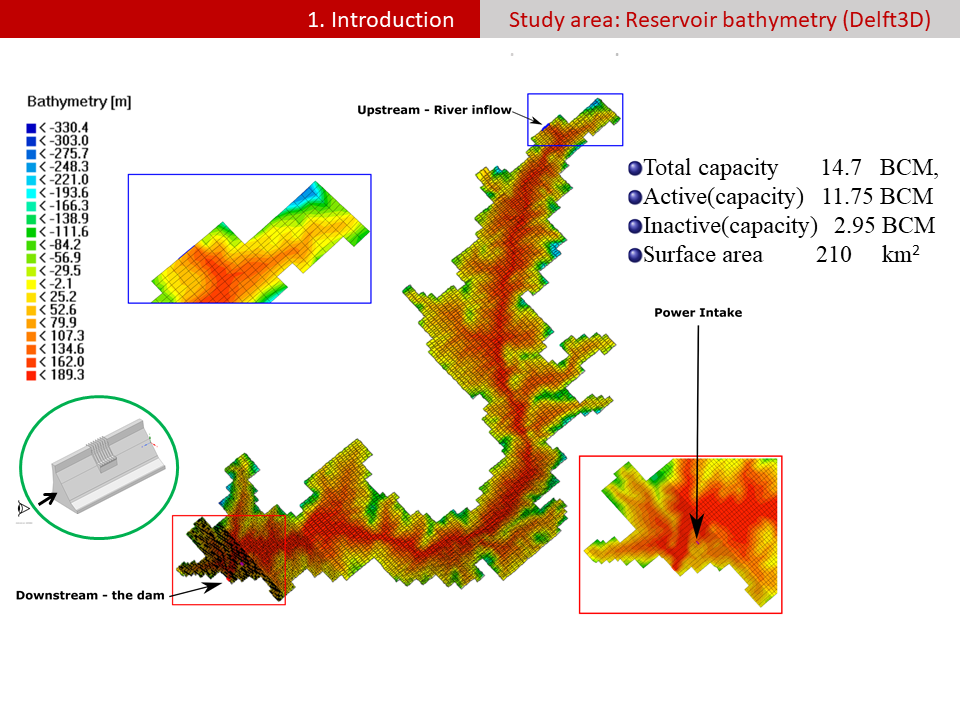 1. Introduction
Study area: Reservoir bathymetry (Delft3D)
Bathymetry [m]
< -330.4
< -303.0
< -275.7
< -248.3
< -221.0
< -193.6
< -166.3
< -138.9
< -111.6
< -84.2
< -56.9
< -29.5
< -2.1
< 25.2
< 52.6
< 79.9
< 107.3
< 134.6
< 162.0
< 189.3
Upstream - River inflow
Total capacity 14.7 BCM,
Active(capacity) 11.75 BCM
Inactive(capacity) 2.95 BCM
Surface area 210 km²
Power Intake
Downstream - the dam